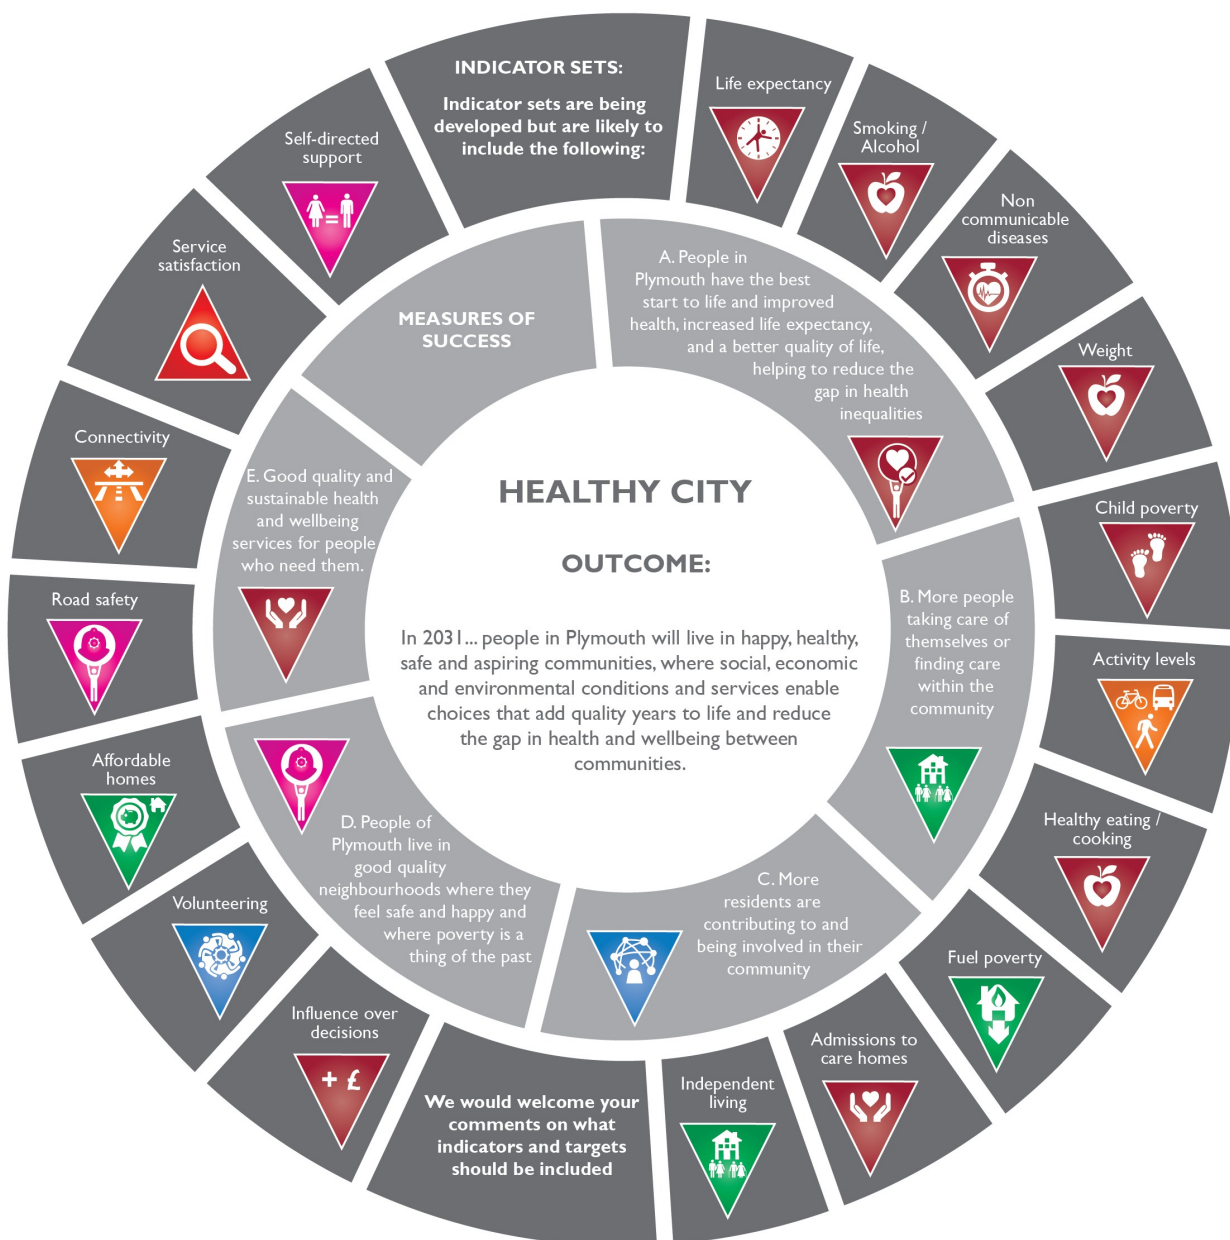 INDICATOR SETS:
Indicator sets are being
developed but are likely to
include the following:
Life expectancy
Smoking /
Alcohol
Non
communicable
diseases
Weight
Child poverty
Activity levels
Healthy eating /
cooking
Fuel poverty
Admissions to
care homes
Independent
living
We would welcome your
comments on what
indicators and targets
should be included
Influence over
decisions
+ £
Volunteering
Affordable
homes
Road safety
Connectivity
Service
satisfaction
Self-directed
support
=
MEASURES OF
SUCCESS
A. People in
Plymouth have the best
start to life and improved
health, increased life expectancy,
and a better quality of life,
helping to reduce the
gap in health
inequalities
B. More people
taking care of
themselves or
finding care
within the
community
C. More
residents are
contributing to and
being involved in their
community
D. People of
Plymouth live in
good quality
neighbourhoods where they
feel safe and happy and
where poverty is a
thing of the past
E. Good quality and
sustainable health
and wellbeing
services for people
who need them.
HEALTHY CITY
OUTCOME:
In 2031... people in Plymouth will live in happy, healthy,
safe and aspiring communities, where social, economic
and environmental conditions and services enable
choices that add quality years to life and reduce
the gap in health and wellbeing between
communities.